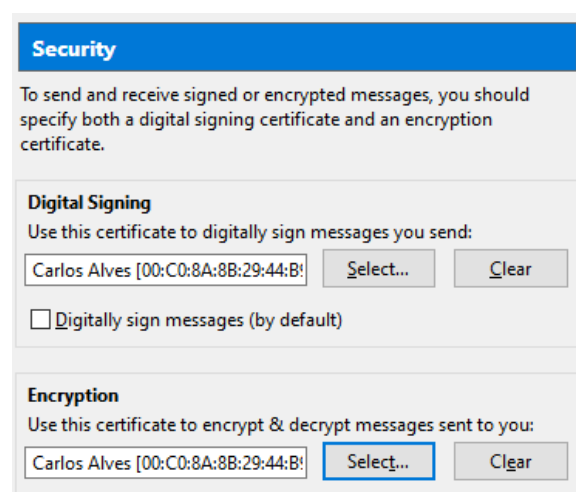 Security
To send and receive signed or encrypted messages, you should
specify both a digital signing certificate and an encryption
certificate.
Digital Signing
Use this certificate to digitally sign messages you send:
Carlos Alves [00:C0:8A:8B:29:44:B Select... Clear
Digitally sign messages (by default)
Encryption
Use this certificate to encrypt & decrypt messages sent to you:
Carlos Alves [00:C0:8A:8B:29:44:B Select... Clear